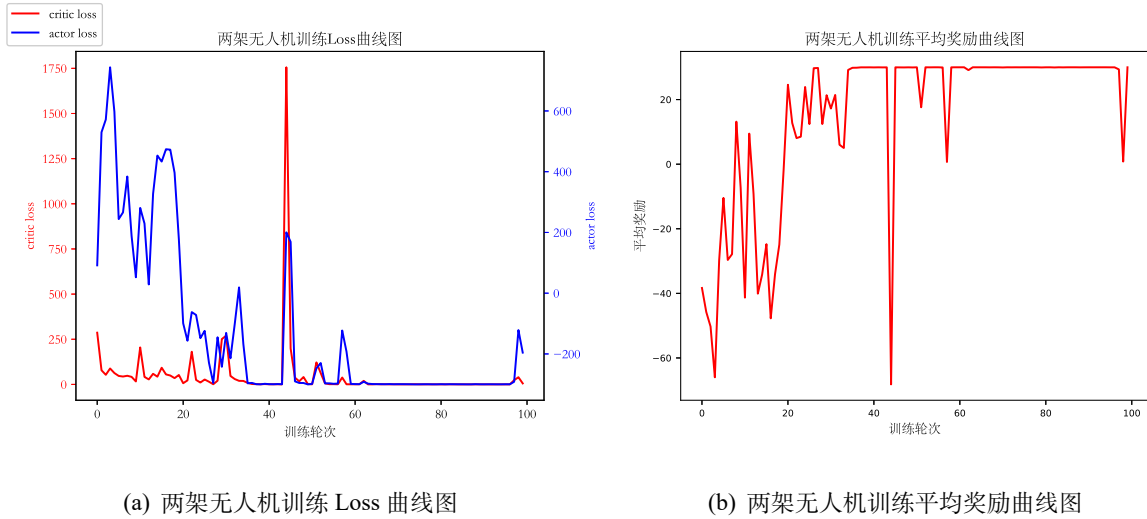 critic loss
actor loss
两架无人机训练Loss曲线图
1750
1500
1250
1000
750
500
250
0
critic loss
600
400
200
0
−200
actor loss
0 20 40 60 80 100
训练轮次
两架无人机训练平均奖励曲线图
20
0
−20
−40
−60
平均奖励
0 20 40 60 80 100
训练轮次
(a) 两架无人机训练 Loss 曲线图
(b) 两架无人机训练平均奖励曲线图